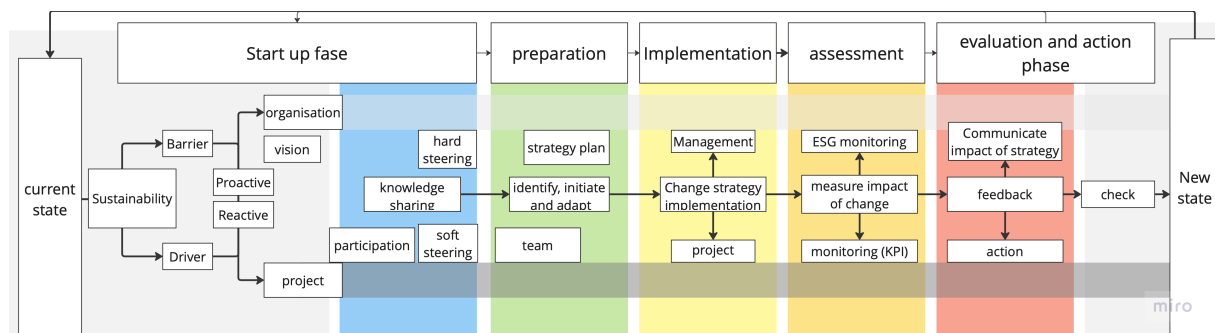 Start up fase
preparation
Implementation
assessment
evaluation and action
phase
organisation
Barrier
vision
hard
steering
strategy plan
Management
ESG monitoring
Communicate
impact of strategy
current
state
Sustainability
Proactive
Reactive
knowledge
sharing
identify, initiate
and adapt
Change strategy
implementation
measure impact
of change
feedback
check
New
state
Driver
participation
soft
steering
team
project
monitoring (KPI)
action
project
miro